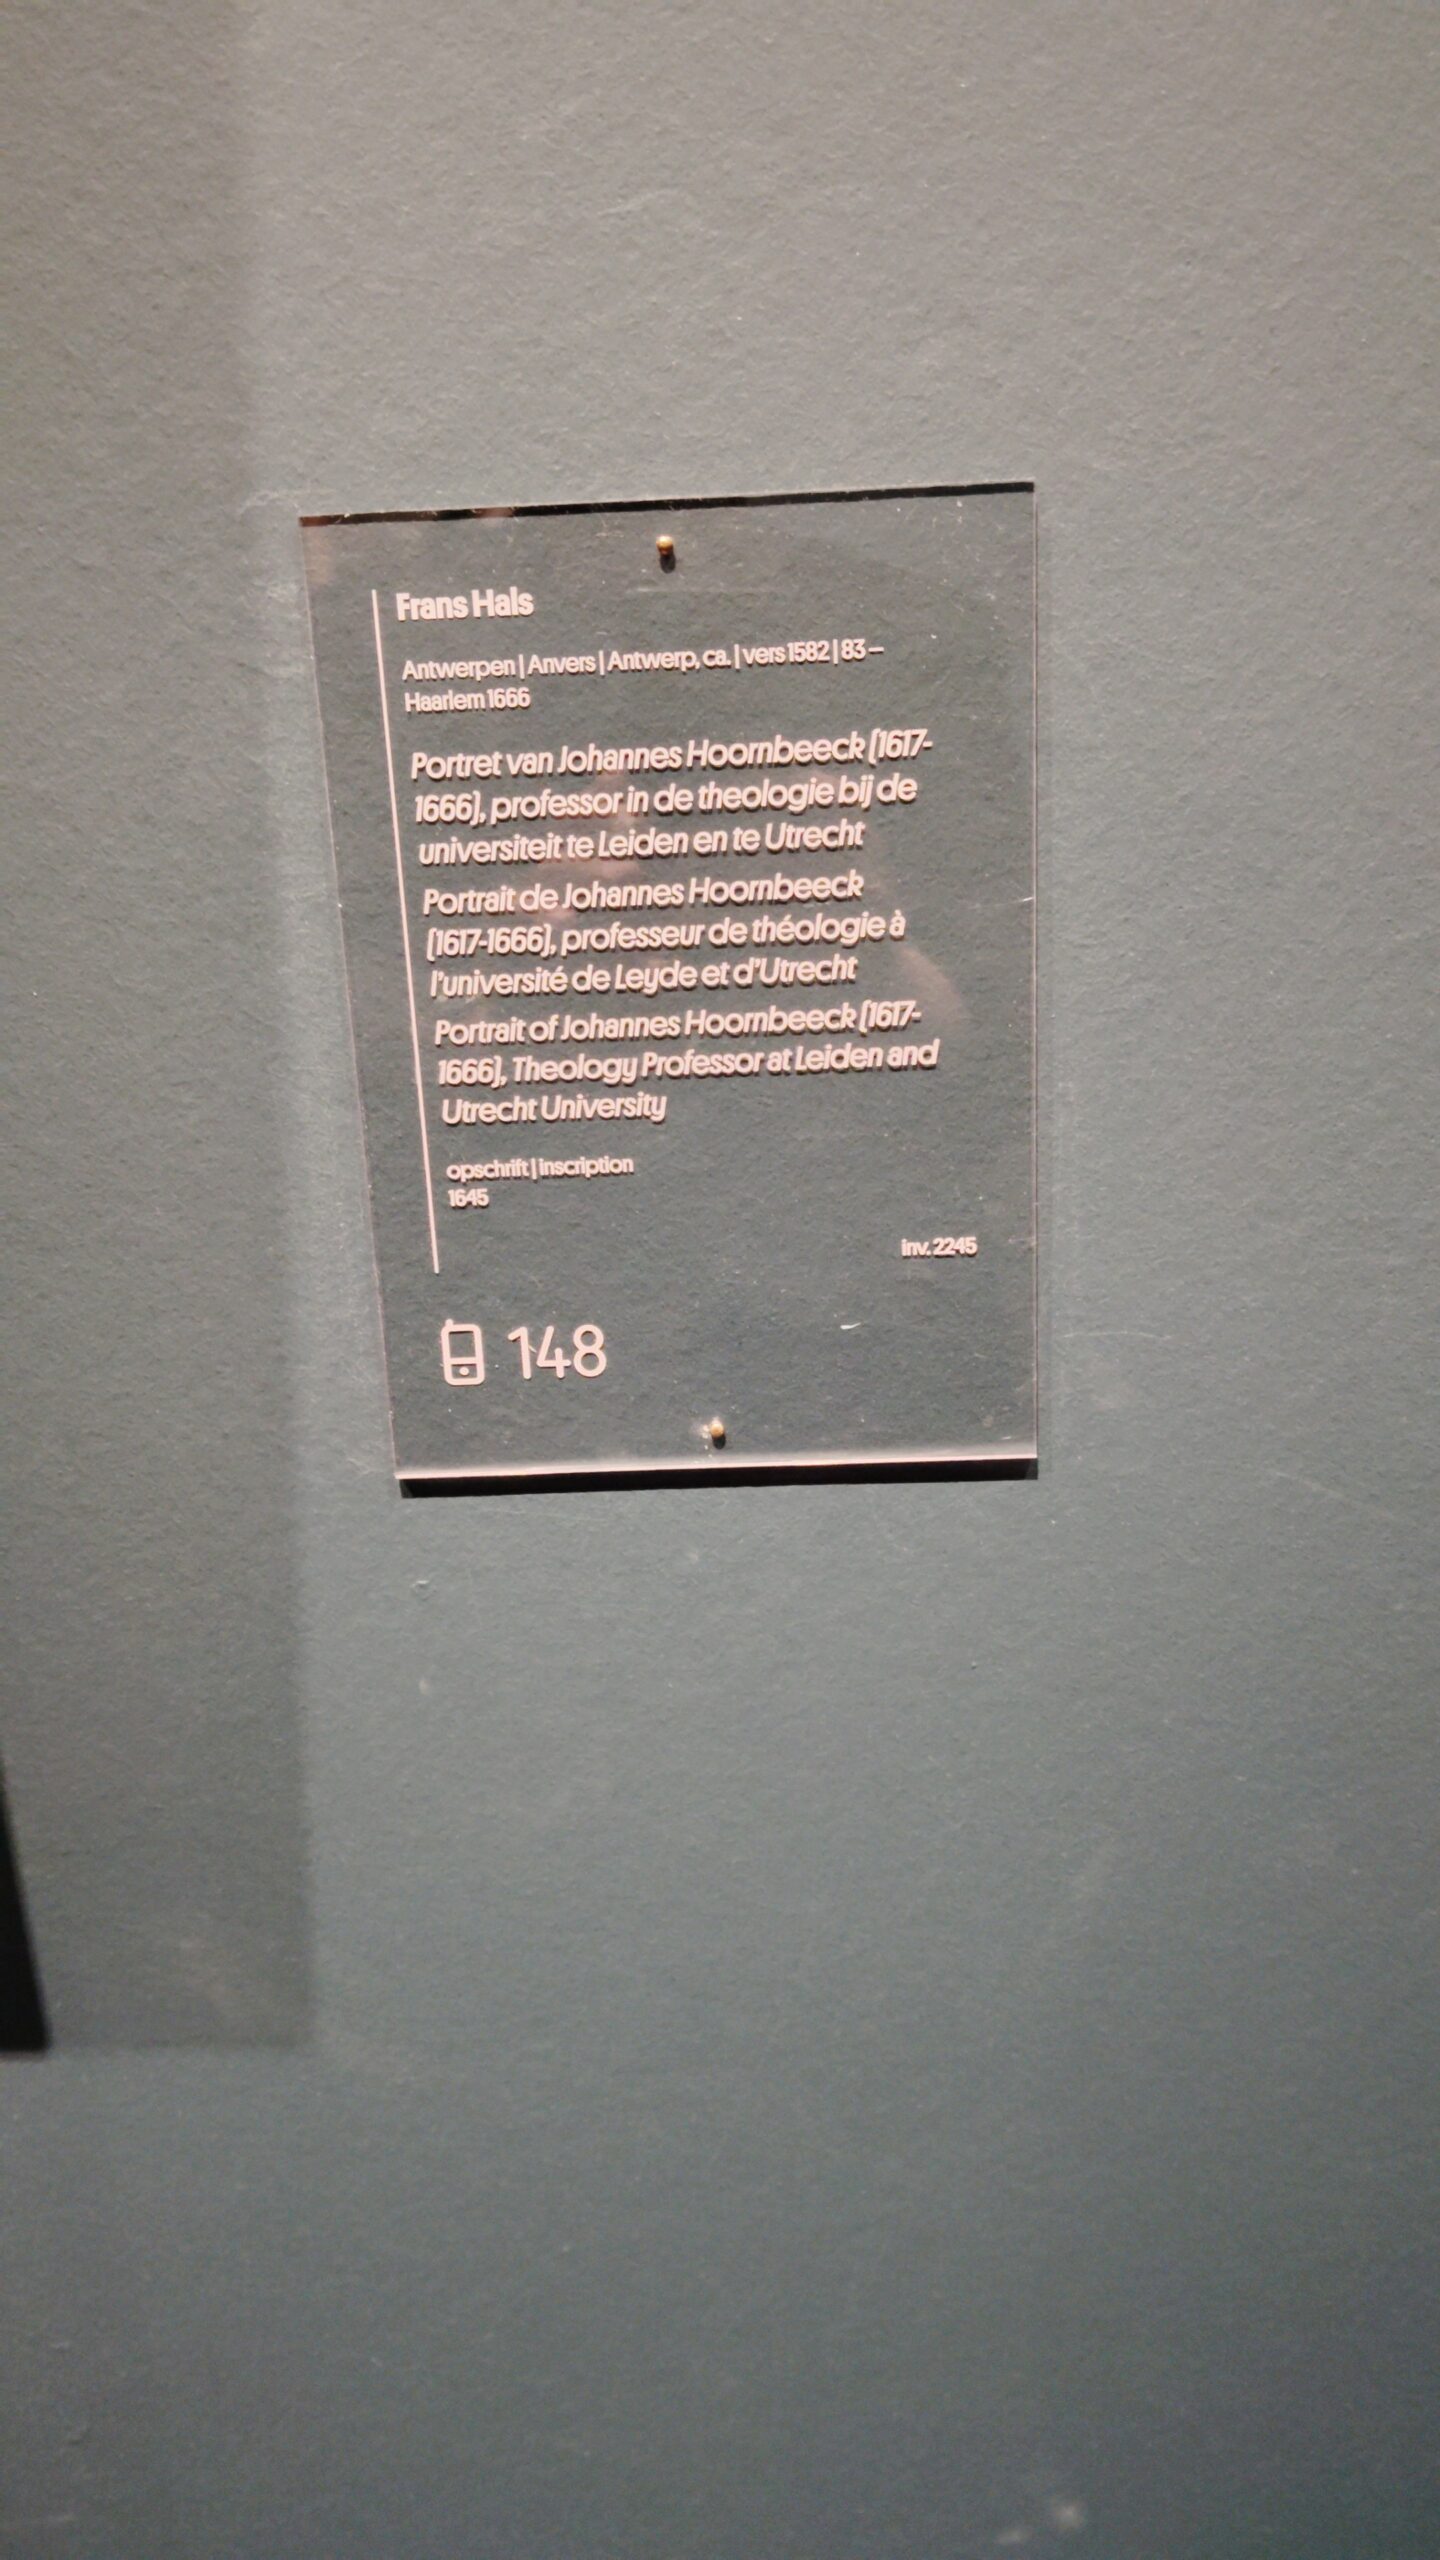 Frans Hals
Antwerpen | Anvers | Antwerp, ca. | vers 1582 | 83 –
Haarlem 1666
Portret van Johannes Hoornbeeck (1617-
1666), professor in de theologie bij de
universiteit te Leiden en te Utrecht
Portrait de Johannes Hoornbeeck
(1617-1666), professeur de théologie à
l'université de Leyde et d'Utrecht
Portrait of Johannes Hoornbeeck (1617-
1666), Theology Professor at Leiden and
Utrecht University
opschrift | inscription
1645
inv. 2245
148